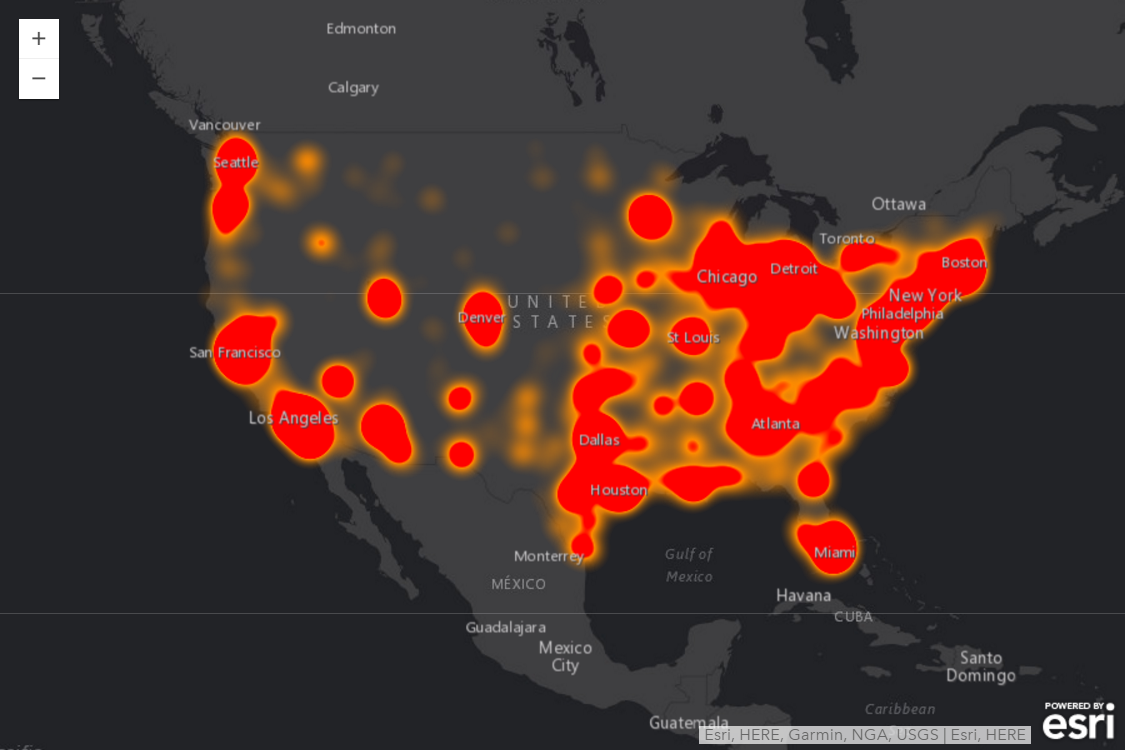 +
−
Edmonton
Calgary
Vancouver
Seattle
Ottawa
Toronto
Boston
Detroit
Chicago
New York
UNITE
Philadelphia
Denver
STATES
Washington
St Louis
San Francisco
Los Angeles
Atlanta
Dallas
Houston
Gulf of
Mexico
Miami
Monterrey
MÉXICO
Havana
CUBA
Guadalajara
Mexico
City
Santo
Domingo
Caribbean
Guatemala
POWERED BY
esri
Esri, HERE, Garmin, NGA, USGS | Esri, HERE